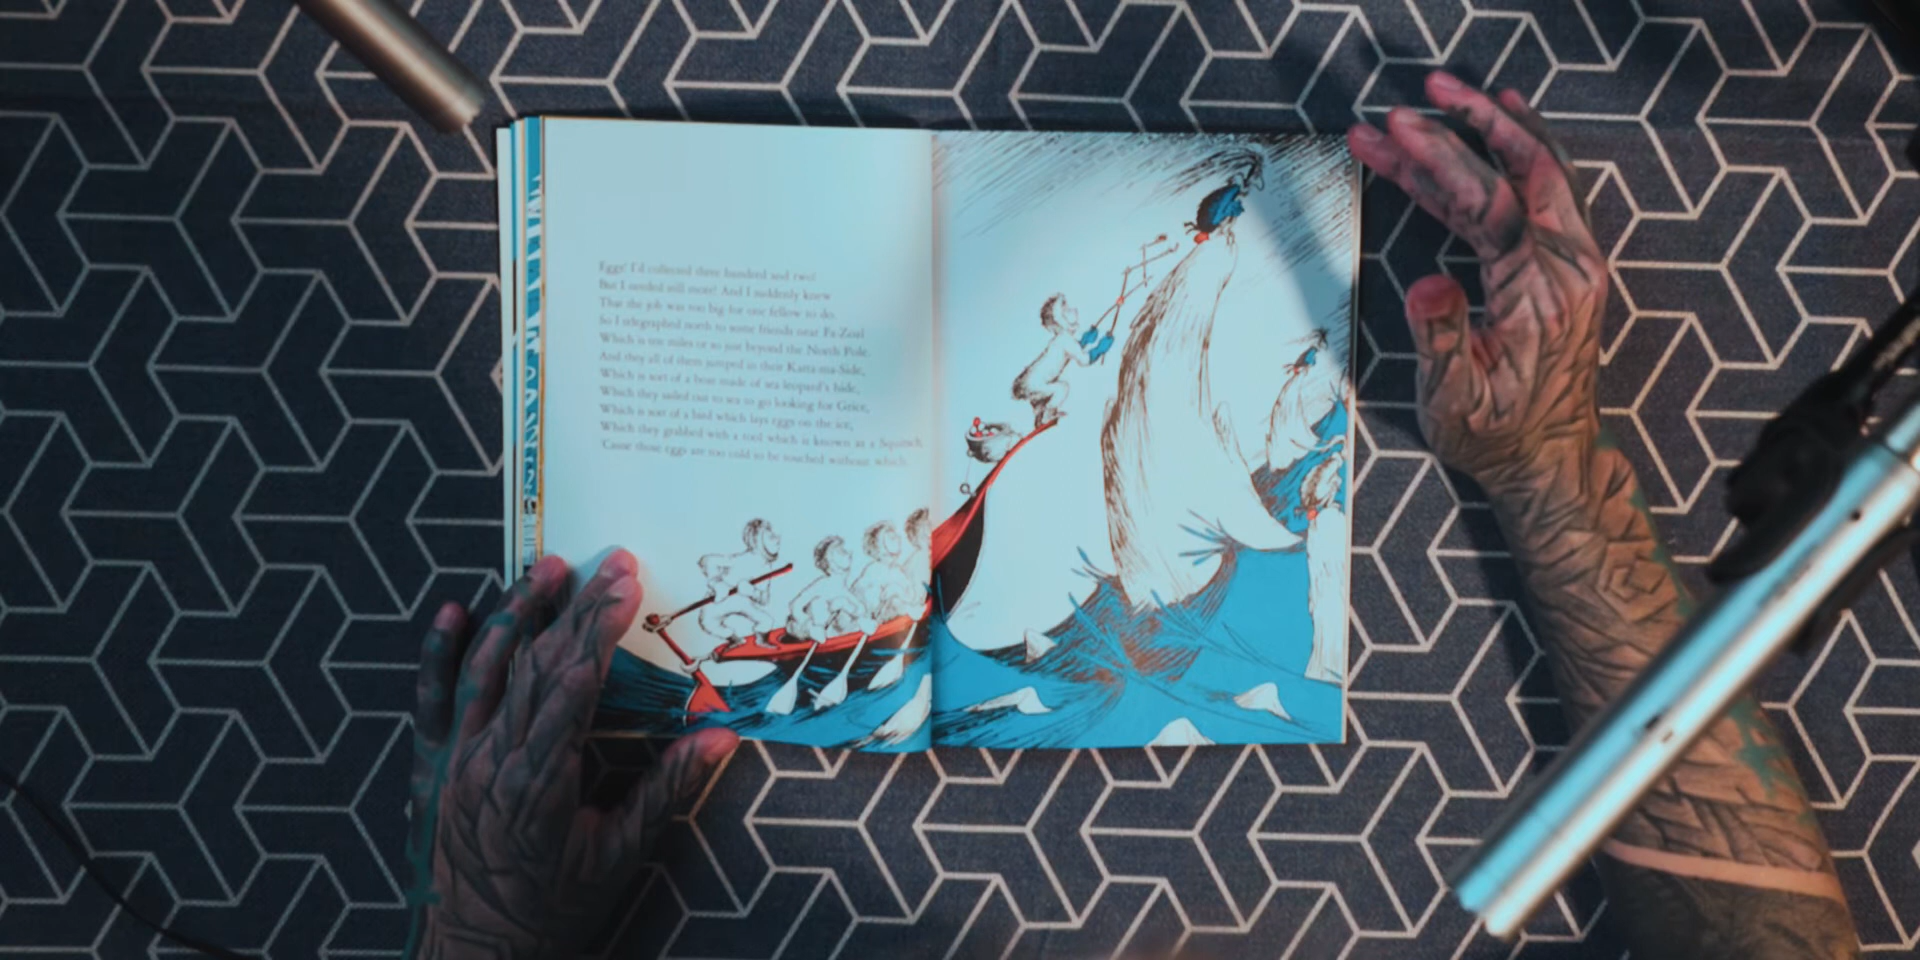 Eggs! I'd collected three hundred and two!
But I needed still more! And I suddenly knew
That the job was too big for one fellow to do.
So I telegraphed north to some friends near Fa-Zoal
Which is ten miles or so just beyond the North Pole.
And they all of them jumped in their Katta-ma-Side,
Which is sort of a boat made of sea leopard's hide,
Which they sailed out to sea to go looking for Grice,
Which is sort of a bird which lays eggs on the ice,
Which they grabbed with a tool which is known as a Squitsch
'Cause those eggs are too cold to be touched without which.